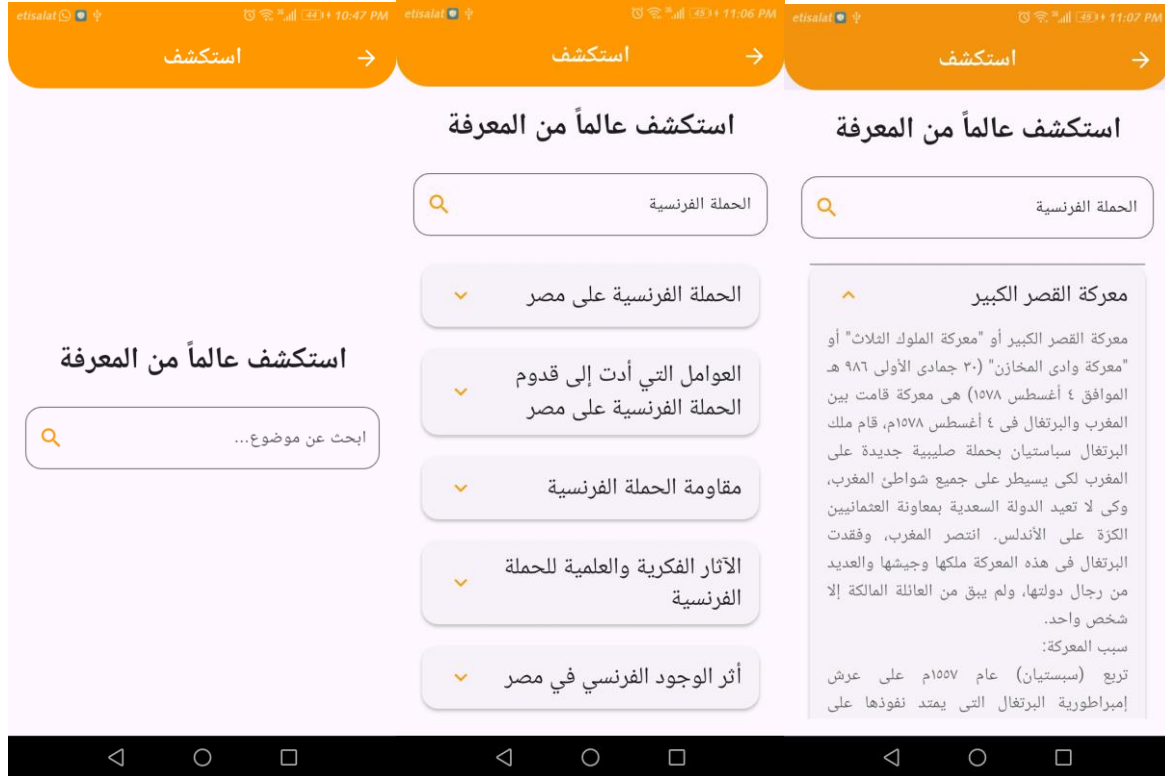 etisalat 44 10:47 PM
استكشف
استكشف عالماً من المعرفة
ابحث عن موضوع...
etisalat 45 11:06 PM
استكشف
استكشف عالماً من المعرفة
الحملة الفرنسية
الحملة الفرنسية على مصر
العوامل التي أدت إلى قدوم
الحملة الفرنسية على مصر
مقاومة الحملة الفرنسية
الآثار الفكرية والعلمية للحملة
الفرنسية
أثر الوجود الفرنسي في مصر
etisalat 45 11:07 PM
استكشف
استكشف عالماً من المعرفة
الحملة الفرنسية
معركة القصر الكبير
معركة القصر الكبير أو "معركة الملوك الثلاث" أو
"معركة وادى المخازن" (٣٠ جمادى الأولى ٩٨٦ هـ
الموافق ٤ أغسطس ١٥٧٨) هى معركة قامت بين
المغرب والبرتغال فى ٤ أغسطس ١٥٧٨م، قام ملك
البرتغال سباستيان بحملة صليبية جديدة على
المغرب لكى يسيطر على جميع شواطئ المغرب،
وكى لا تعيد الدولة السعدية بمعاونة العثمانيين
الكرّة على الأندلس. انتصر المغرب، وفقدت
البرتغال فى هذه المعركة ملكها وجيشها والعديد
من رجال دولتها، ولم يبق من العائلة المالكة إلا
شخص واحد.
سبب المعركة:
تربع (سبستيان) عام ١٥٥٧م على عرش
إمبراطورية البرتغال التى يمتد نفوذها على